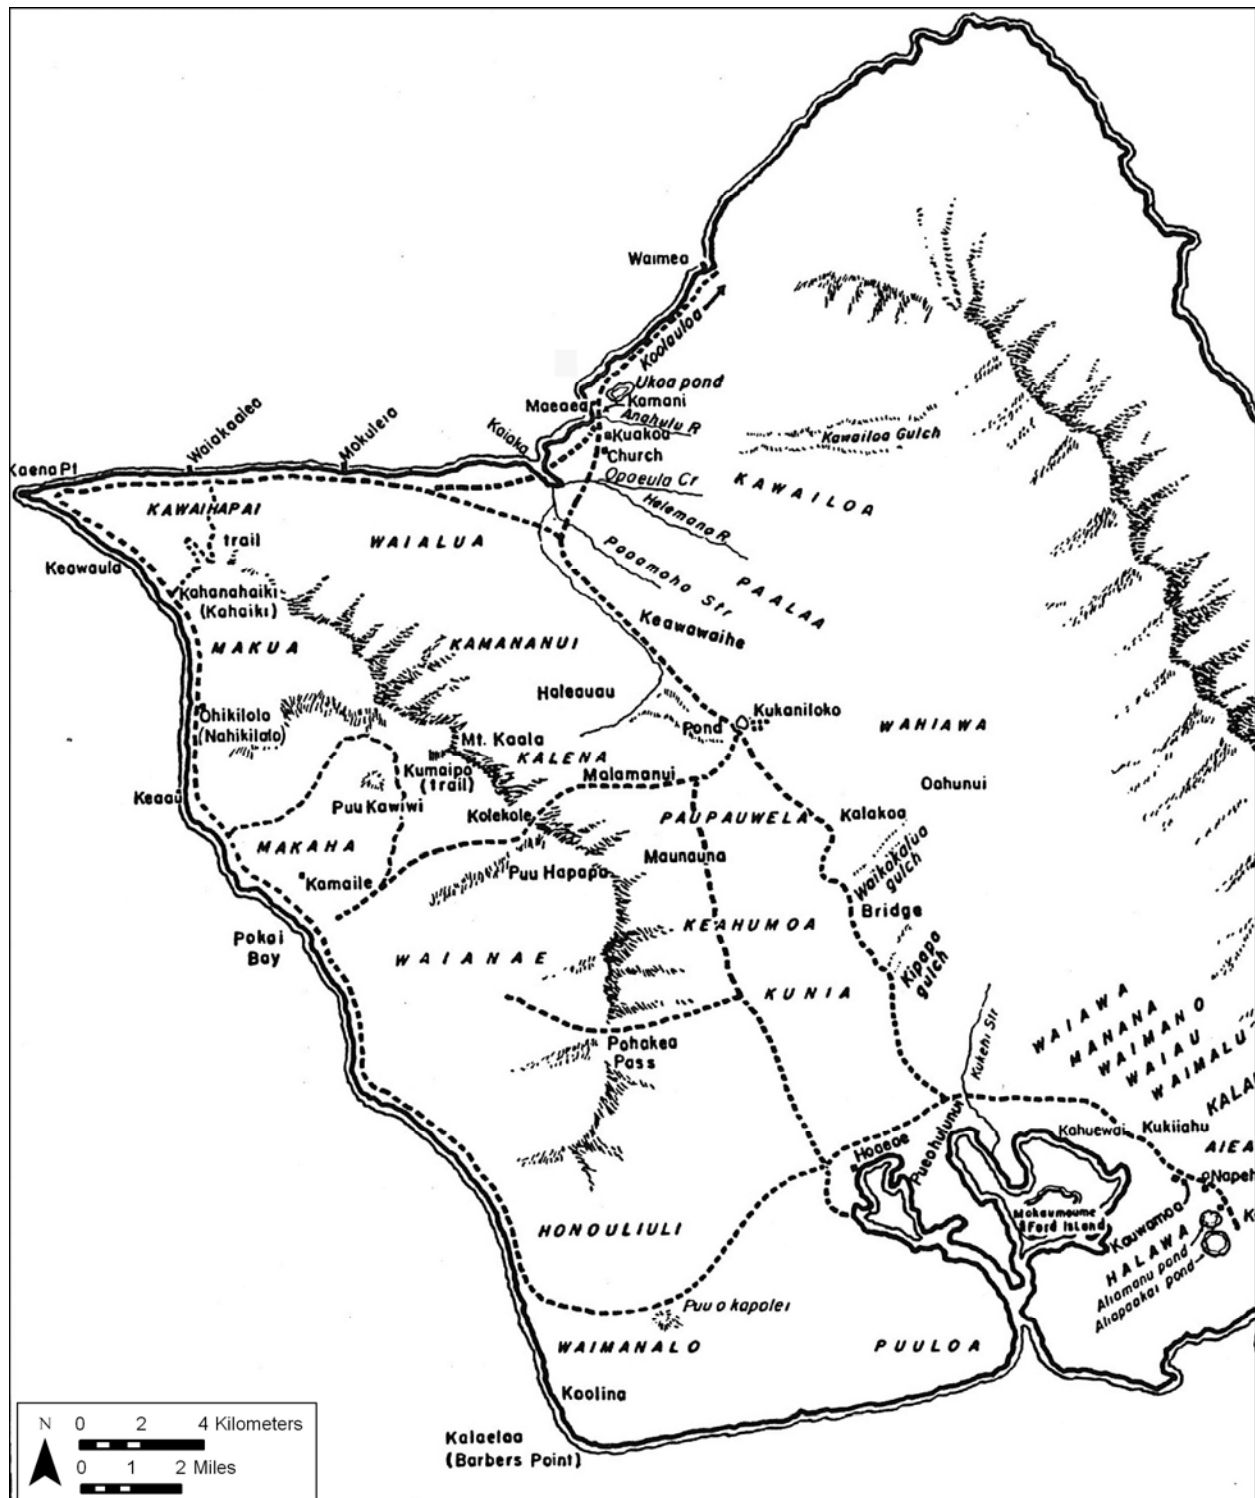 Waimea
Koolauloa
Ukoa pond
Maeaea
Kamani
Anahulu R
Kaiaka
Kuakoa
Church
Kawailoa Gulch
Waiakaalea
Mokuleia
Kaena Pt
Opaeula Cr
KAWAILOA
KAWAIHAPAI
Helemano R
trail
WAIALUA
Poaamoho Str
PAALAA
Keawaula
Kahanahaiki
(Kahaiki)
Keawawaihe
MAKUA
KAMANANUI
Haleauau
Kukaniloko
Ohikilolo
(Nahikilalo)
Pond
WAHIAWA
Mt. Kaala
KALENA
Kumaipo
(trail)
Malamanui
Oahunui
Keaau
Puu Kawiwi
Kolekole
PAUPAUWELA
Kalakoa
MAKAHA
Maunauna
Waikakalua
gulch
Puu Hapapa
Kamaile
Bridge
KEAHUMOA
Pokai
Bay
WAIANAE
Kipapa
gulch
KUNIA
Kukehi Str
WAIAWA
MANANA
WAIMANO
WAIAU
WAIMALU
Pohakea
Pass
KALA
Pueohulunui
Kahuewai
Kukiiahu
AIEA
Hoaeae
Napeh
Mokaumoume
Ford Island
Kauwamoa
K
HONOULIULI
HALAWA
Aliamanu pond
Aliapaakai pond
Puu o kapolei
WAIMANALO
PUULOA
Koolina
Kalaeloa
(Barbers Point)
N
0 2 4 Kilometers
0 1 2 Miles